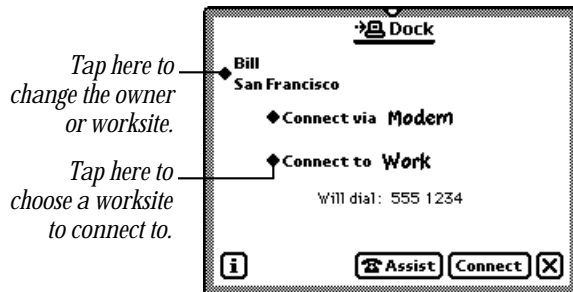 Dock
Tap here to
change the owner
or worksite.
Bill
San Francisco
Connect via Modem
Tap here to
choose a worksite
to connect to.
Connect to Work
Will dial: 555 1234
i Assist Connect X